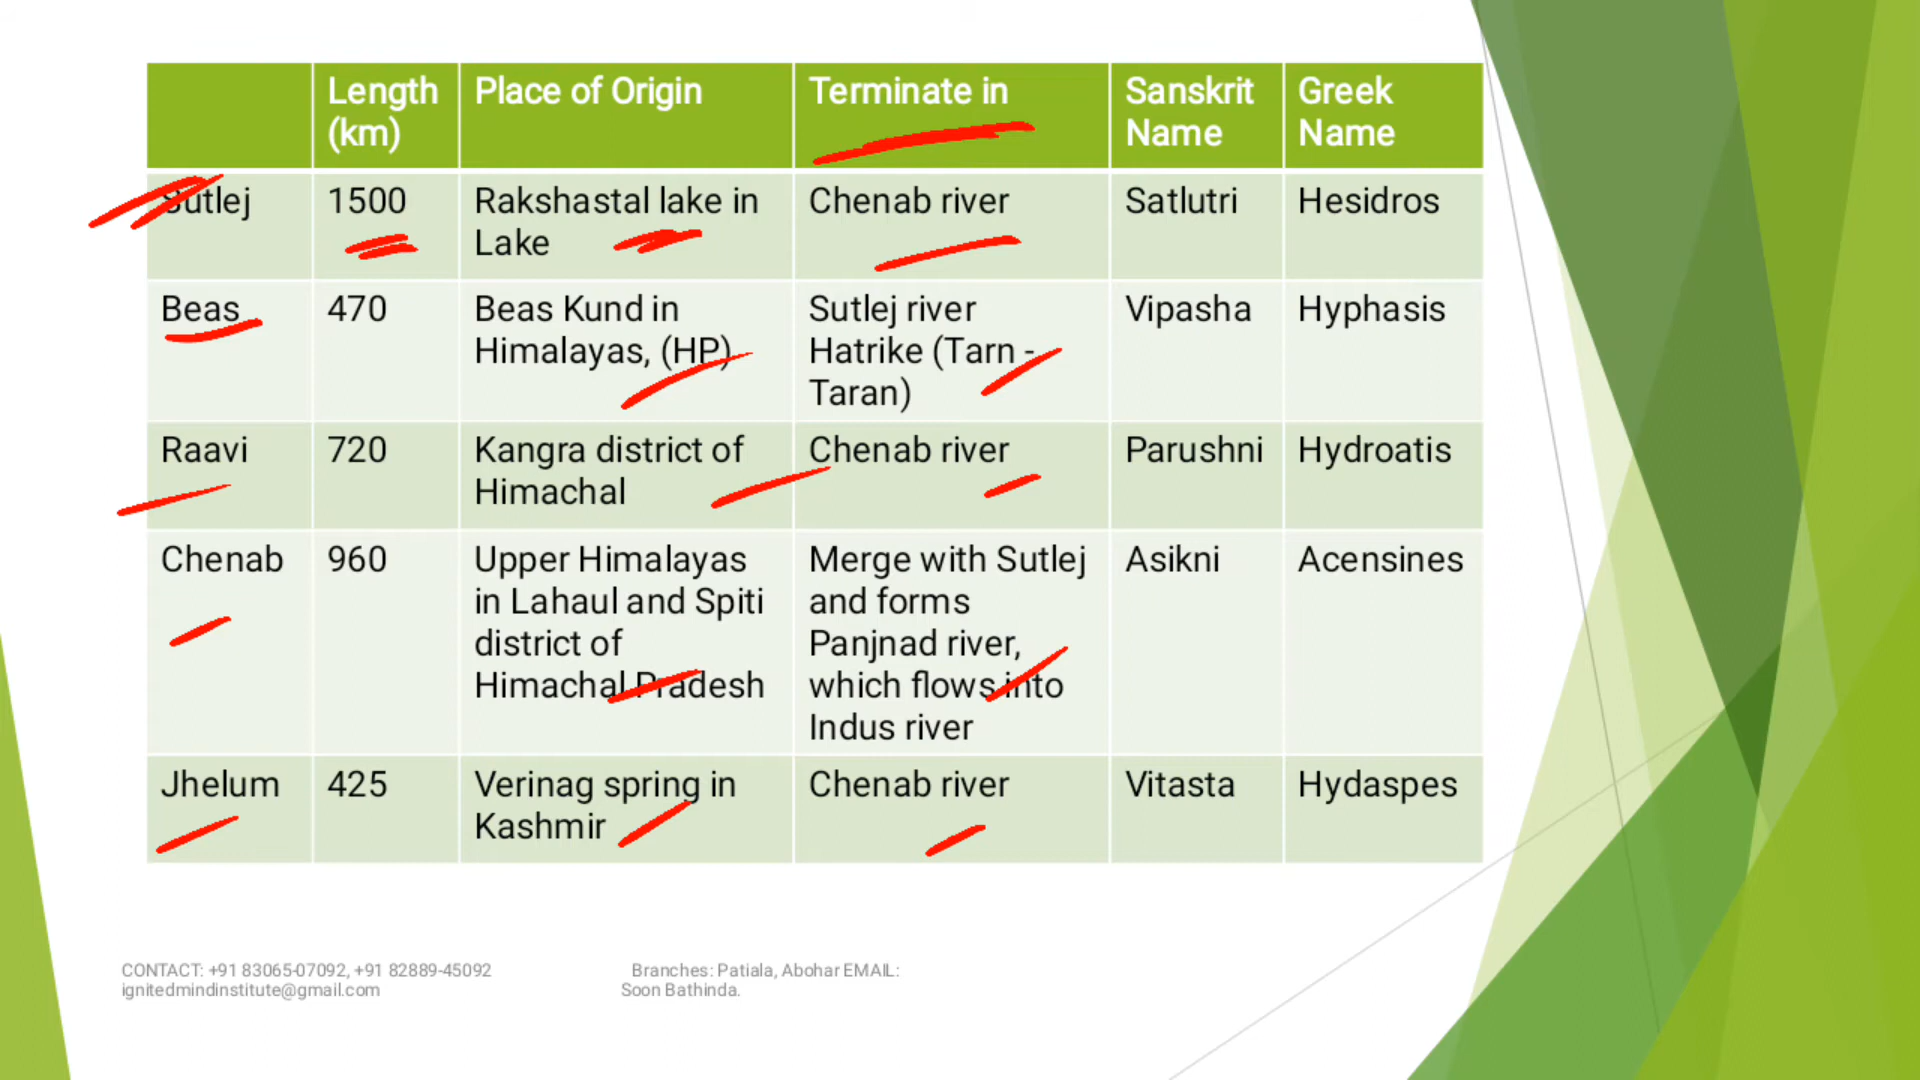 Length (km) Place of Origin Terminate in Sanskrit Name Greek Name
Sutlej 1500 Rakshastal lake in Lake Chenab river Satlutri Hesidros
Beas 470 Beas Kund in Himalayas, (HP) Sutlej river Hatrike (Tarn - Taran) Vipasha Hyphasis
Raavi 720 Kangra district of Himachal Chenab river Parushni Hydroatis
Chenab 960 Upper Himalayas in Lahaul and Spiti district of Himachal Pradesh Merge with Sutlej and forms Panjnad river, which flows into Indus river Asikni Acensines
Jhelum 425 Verinag spring in Kashmir Chenab river Vitasta Hydaspes
CONTACT: +91 83065-07092, +91 82889-45092 Branches: Patiala, Abohar EMAIL:
ignitedmindinstitute@gmail.com Soon Bathinda.